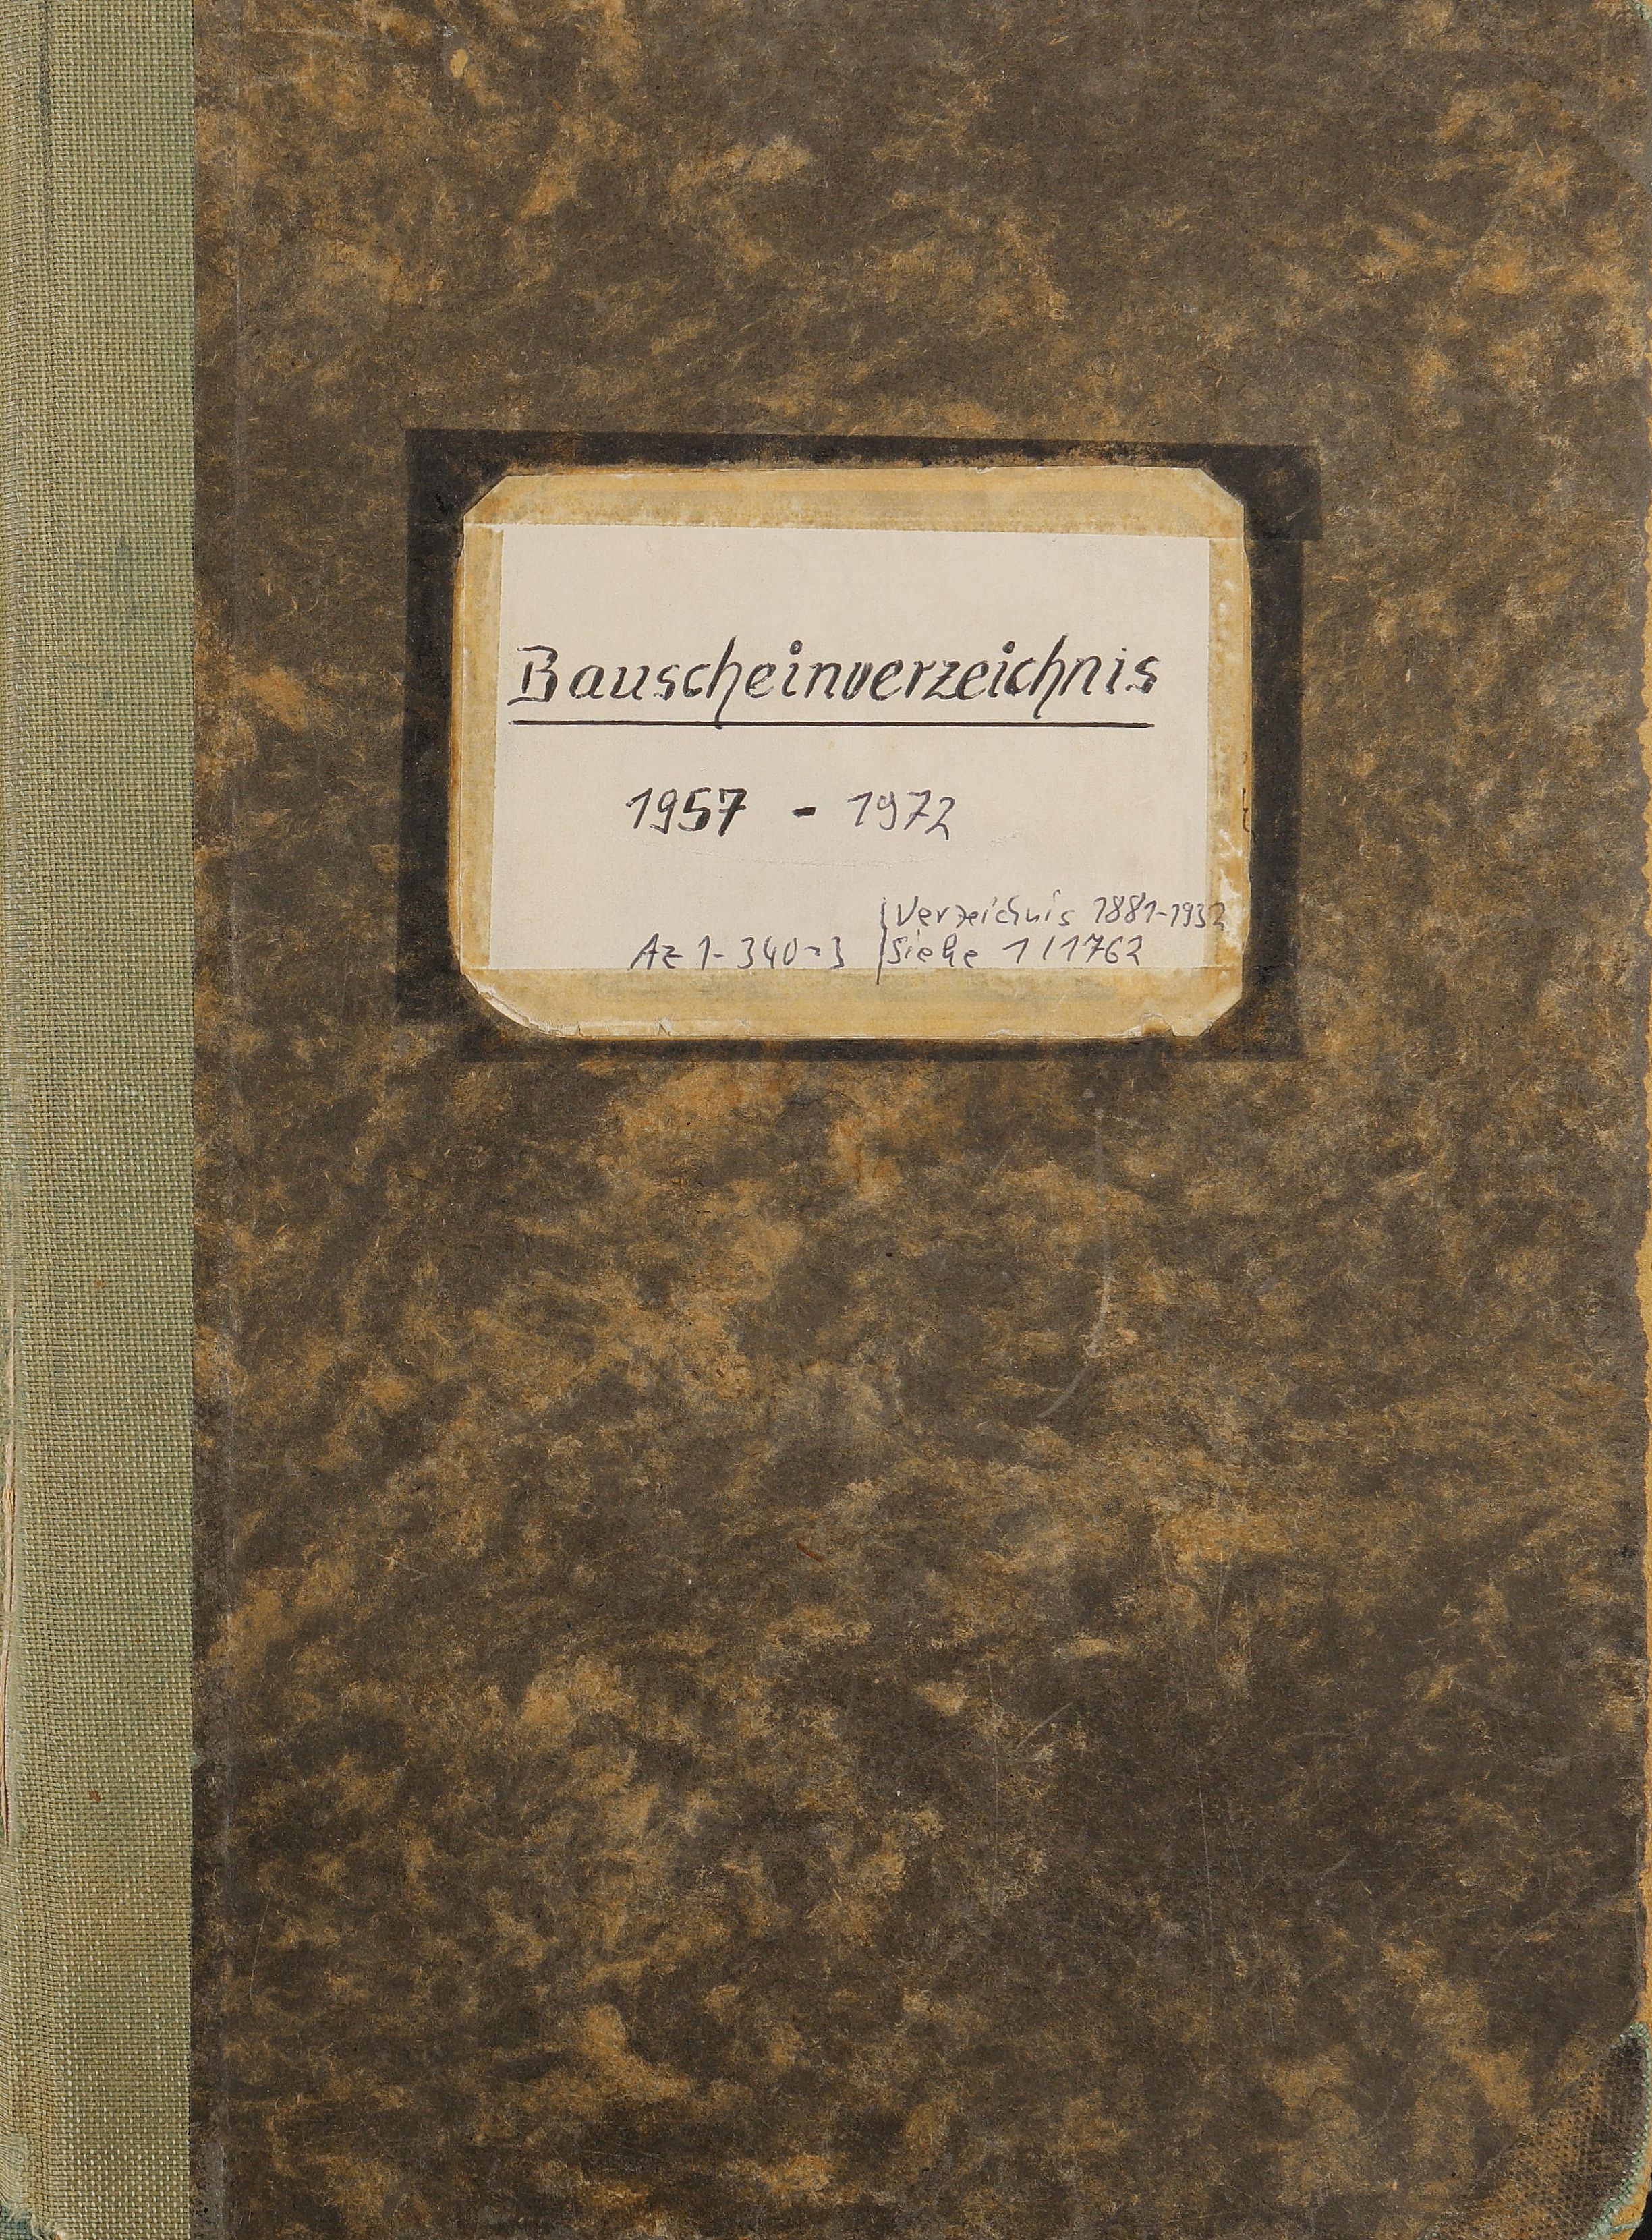 Bauscheinverzeichnis
1957 - 1972
Verzeichnis 1881-1932
Az 1-340-3 Siehe 1/1762